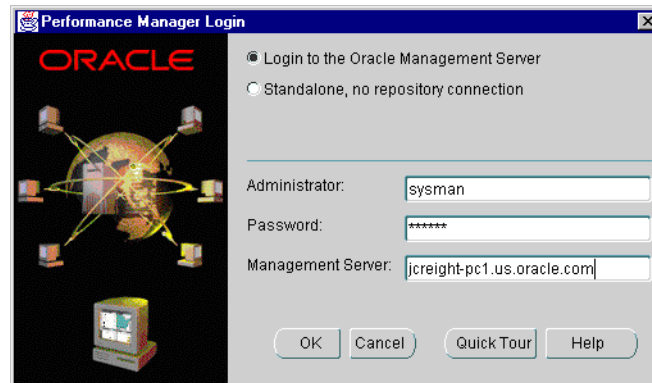 Performance Manager Login
ORACLE
Login to the Oracle Management Server
Standalone, no repository connection
Administrator: sysman
Password: ******
Management Server: jcreight-pc1.us.oracle.com
OK Cancel Quick Tour Help